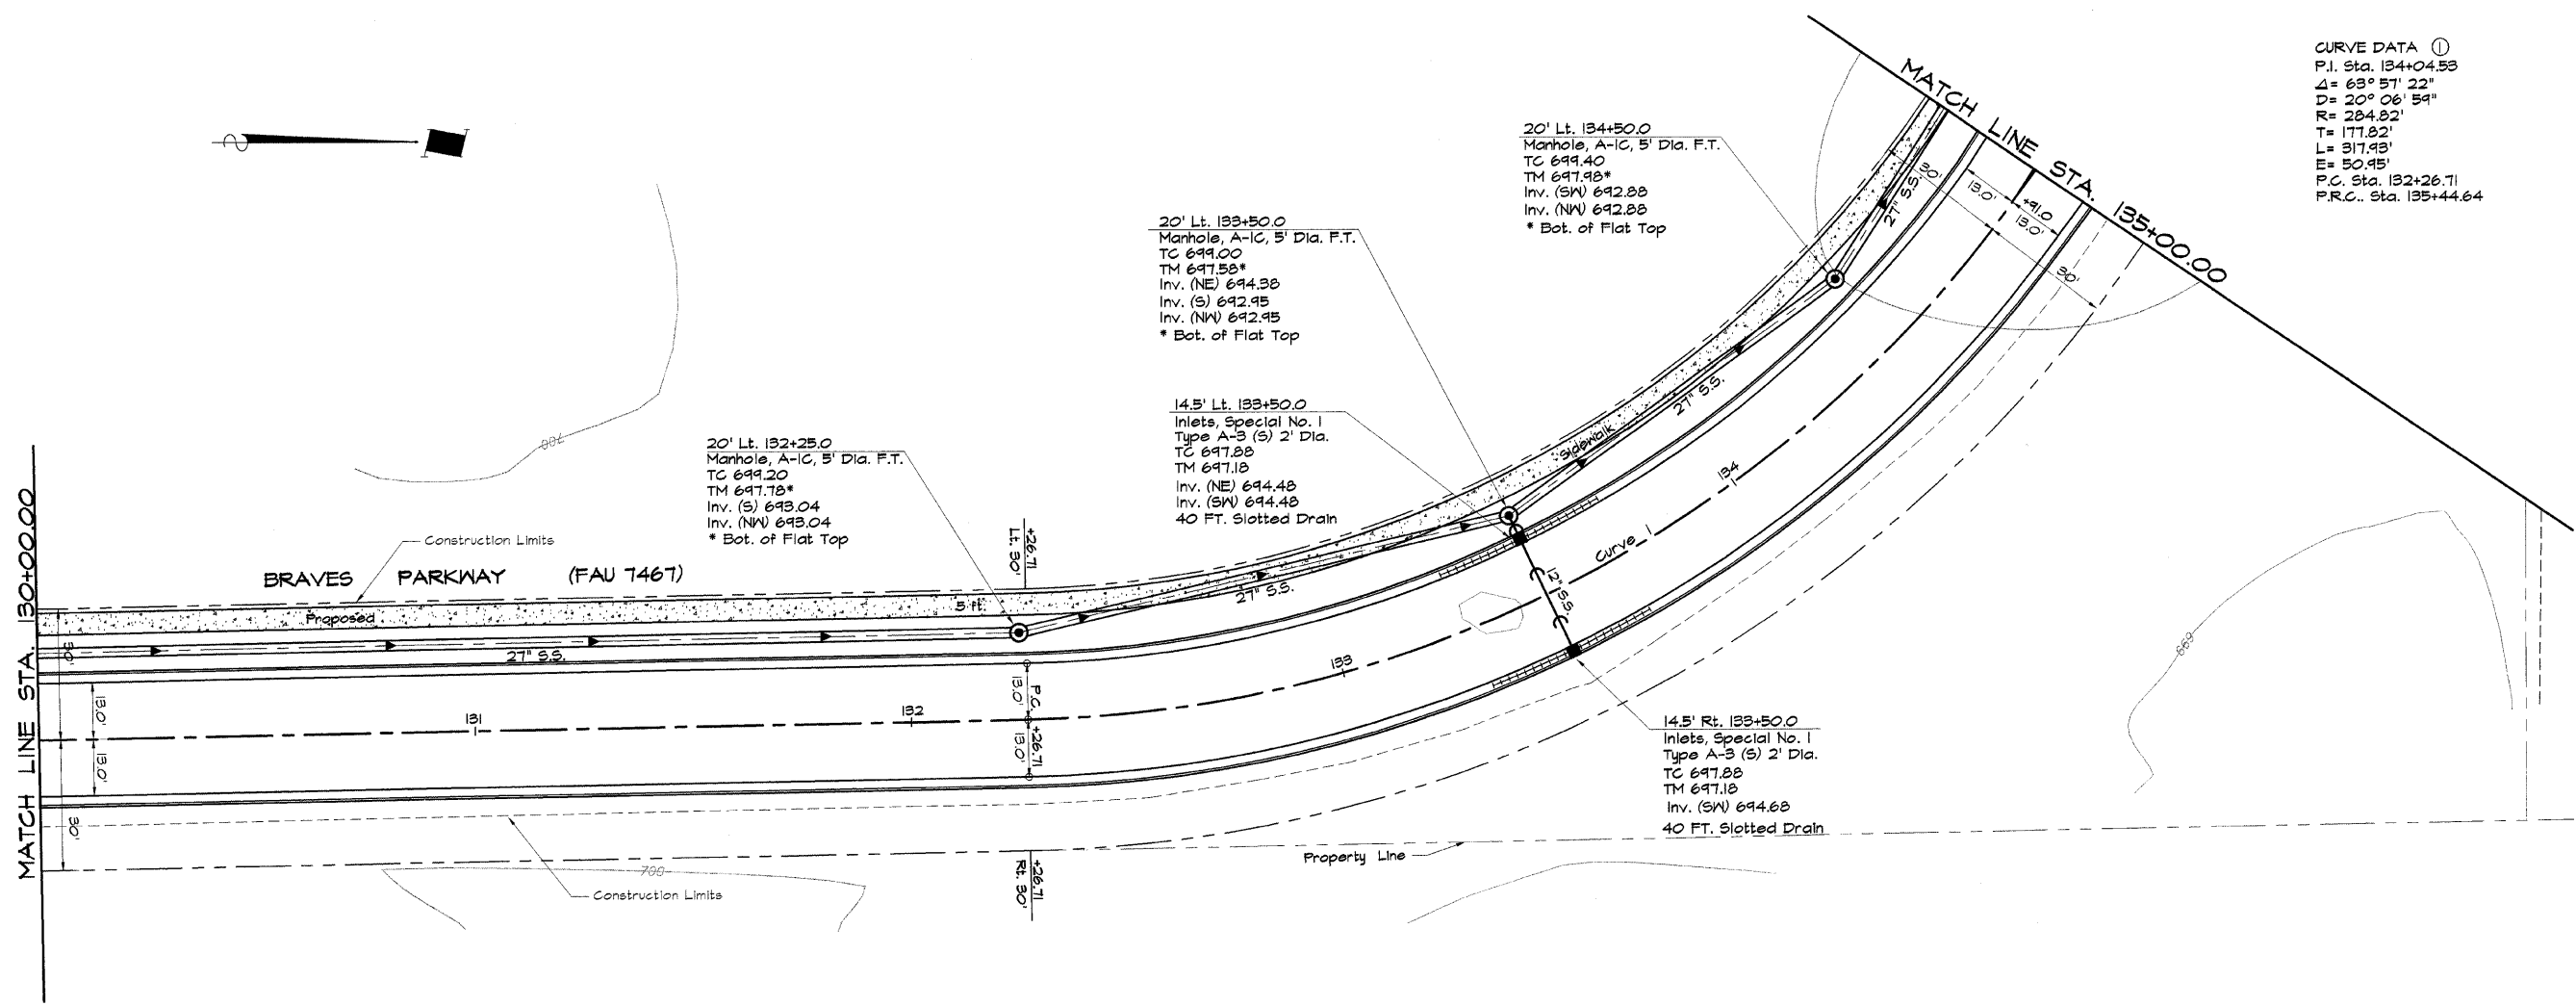 CURVE DATA 1
P.I. Sta. 134+04.53
Δ= 63° 57' 22"
D= 20° 06' 59"
R= 284.82'
T= 177.82'
L= 317.93'
E= 50.95'
P.C. Sta. 132+26.71
P.R.C.. Sta. 135+44.64
MATCH LINE STA. 135+00.00
20' Lt. 134+50.0
Manhole, A-1C, 5' Dia. F.T.
TC 699.40
TM 697.98*
Inv. (SW) 692.88
Inv. (NW) 692.88
* Bot. of Flat Top
27" S.S.
30'
13.0'
+91.0
13.0'
30'
20' Lt. 133+50.0
Manhole, A-1C, 5' Dia. F.T.
TC 699.00
TM 697.58*
Inv. (NE) 694.38
Inv. (S) 692.95
Inv. (NW) 692.95
* Bot. of Flat Top
14.5' Lt. 133+50.0
Inlets, Special No. 1
Type A-3 (S) 2' Dia.
TC 697.88
TM 697.18
Inv. (NE) 694.48
Inv. (SW) 694.48
40 FT. Slotted Drain
27" S.S.
Sidewalk
20' Lt. 132+25.0
Manhole, A-1C, 5' Dia. F.T.
TC 699.20
TM 697.78*
Inv. (S) 693.04
Inv. (NW) 693.04
* Bot. of Flat Top
700
Construction Limits
BRAVES PARKWAY (FAU 7467)
MATCH LINE STA. 130+00.00
Proposed
5 ft.
+26.71
Lt. 30'
27" S.S.
27" S.S.
30'
13.0'
13.0'
30'
131
132
133
134
Curve 1
12" S.S.
P.C. +26.71
13.0'
13.0'
699
14.5' Rt. 133+50.0
Inlets, Special No. 1
Type A-3 (S) 2' Dia.
TC 697.88
TM 697.18
Inv. (SW) 694.68
40 FT. Slotted Drain
Property Line
+26.71
Rt. 30'
700
Construction Limits